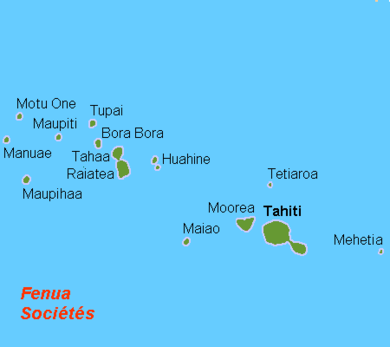 Motu One
Tupai
Maupiti
Bora Bora
Manuae
Tahaa
Huahine
Raiatea
Maupihaa
Tetiaroa
Moorea
Tahiti
Maiao
Mehetia
Fenua
Sociétés